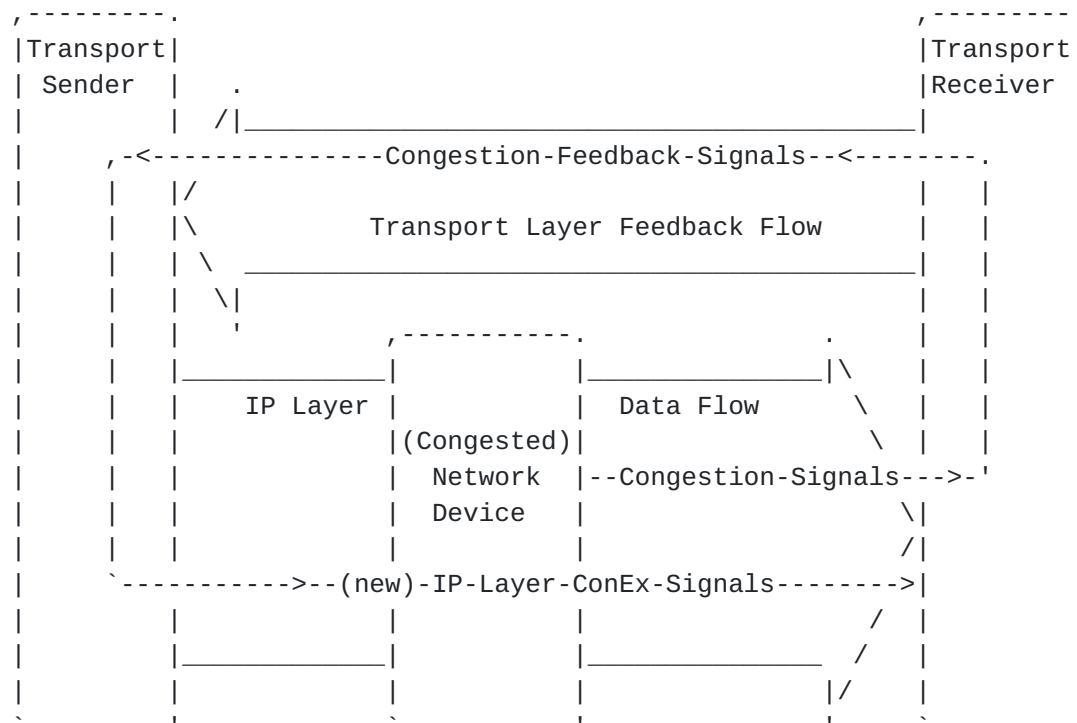 Transport Transport
Sender Receiver
Congestion-Feedback-Signals
Transport Layer Feedback Flow
IP Layer Data Flow
(Congested)
Network --Congestion-Signals--->-'
Device
(new)-IP-Layer-ConEx-Signals